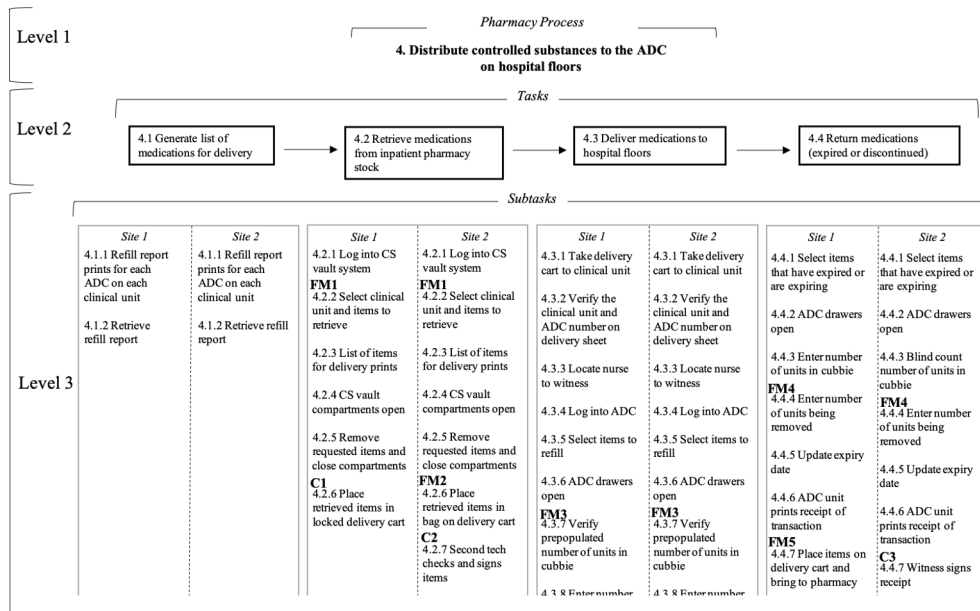 Level 1
Pharmacy Process
4. Distribute controlled substances to the ADC
on hospital floors
Level 2
Tasks
4.1 Generate list of
medications for delivery
4.2 Retrieve medications
from inpatient pharmacy
stock
4.3 Deliver medications to
hospital floors
4.4 Return medications
(expired or discontinued)
Level 3
Subtasks
Site 1
4.1.1 Refill report
prints for each
ADC on each
clinical unit
4.1.2 Retrieve
refill report
Site 2
4.1.1 Refill report
prints for each
ADC on each
clinical unit
4.1.2 Retrieve refill
report
Site 1
4.2.1 Log into CS
vault system
FM1
4.2.2 Select clinical
unit and items to
retrieve
4.2.3 List of items
for delivery prints
4.2.4 CS vault
compartments open
4.2.5 Remove
requested items and
close compartments
C1
4.2.6 Place
retrieved items in
locked delivery cart
Site 2
4.2.1 Log into CS
vault system
FM1
4.2.2 Select clinical
unit and items to
retrieve
4.2.3 List of items
for delivery prints
4.2.4 CS vault
compartments open
4.2.5 Remove
requested items and
close compartments
FM2
4.2.6 Place
retrieved items in
bag on delivery cart
C2
4.2.7 Second tech
checks and signs
items
Site 1
4.3.1 Take delivery
cart to clinical unit
4.3.2 Verify the
clinical unit and
ADC number on
delivery sheet
4.3.3 Locate nurse
to witness
4.3.4 Log into ADC
4.3.5 Select items to
refill
4.3.6 ADC drawers
open
FM3
4.3.7 Verify
prepopulated
number of units in
cubbie
4.3.8 Enter number
Site 2
4.3.1 Take delivery
cart to clinical unit
4.3.2 Verify the
clinical unit and
ADC number on
delivery sheet
4.3.3 Locate nurse
to witness
4.3.4 Log into ADC
4.3.5 Select items to
refill
4.3.6 ADC drawers
open
FM3
4.3.7 Verify
prepopulated
number of units in
cubbie
4.3.8 Enter number
Site 1
4.4.1 Select items
that have expired or
are expiring
4.4.2 ADC drawers
open
4.4.3 Enter number
of units in cubbie
FM4
4.4.4 Enter number
of units being
removed
4.4.5 Update expiry
date
4.4.6 ADC unit
prints receipt of
transaction
FM5
4.4.7 Place items on
delivery cart and
bring to pharmacy
Site 2
4.4.1 Select items
that have expired or
are expiring
4.4.2 ADC drawers
open
4.4.3 Blind count
number of units in
cubbie
FM4
4.4.4 Enter number
of units being
removed
4.4.5 Update expiry
date
4.4.6 ADC unit
prints receipt of
transaction
C3
4.4.7 Witness signs
receipt